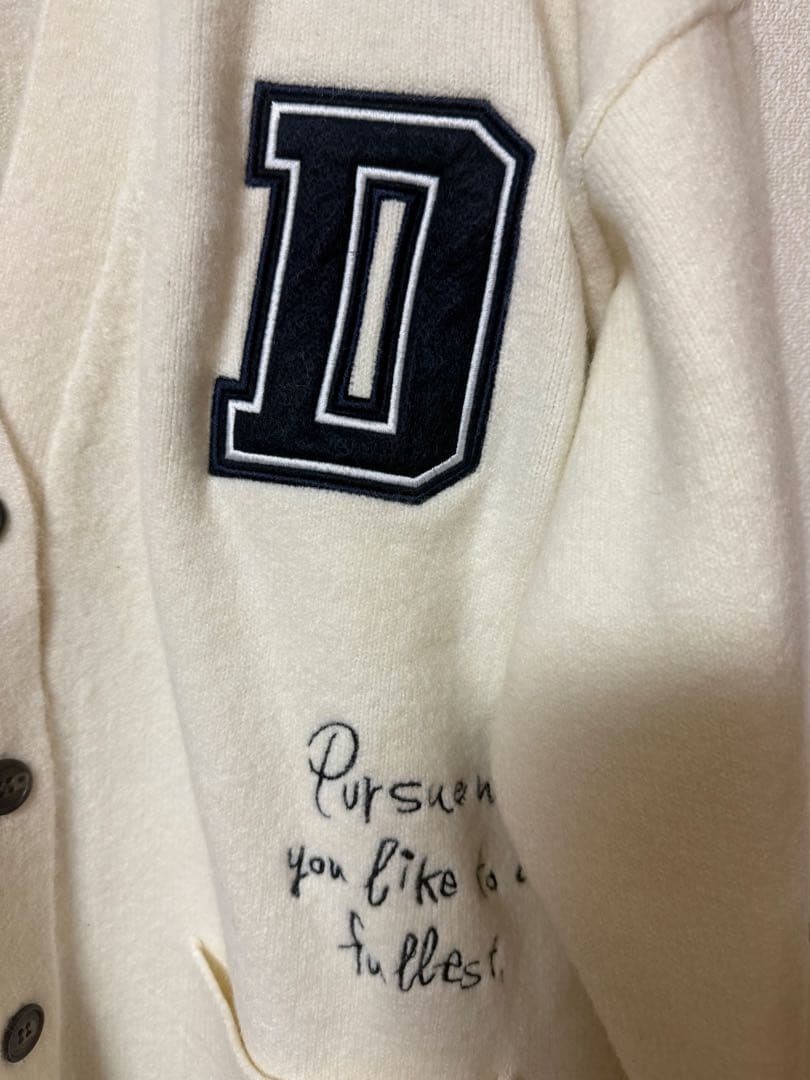 D
Pursue
you like to
fullest.